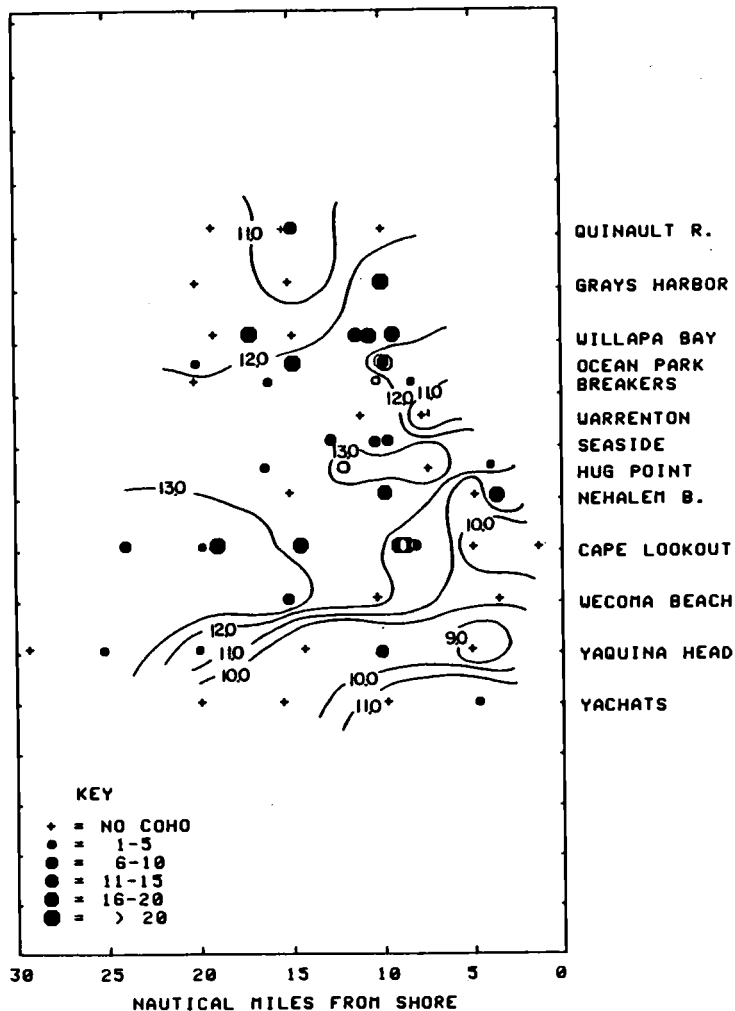 QUINAULT R.
11.0
GRAYS HARBOR
WILLAPA BAY
12.0
OCEAN PARK
BREAKERS
12.0
11.0
WARRENTON
SEASIDE
13.0
HUG POINT
13.0
NEHALEM B.
10.0
CAPE LOOKOUT
WECOMA BEACH
12.0
9.0
11.0
YAQUINA HEAD
10.0
10.0
11.0
YACHATS
KEY
+ = NO COHO
= 1-5
= 6-10
= 11-15
= 16-20
= > 20
30 25 20 15 10 5 0
NAUTICAL MILES FROM SHORE